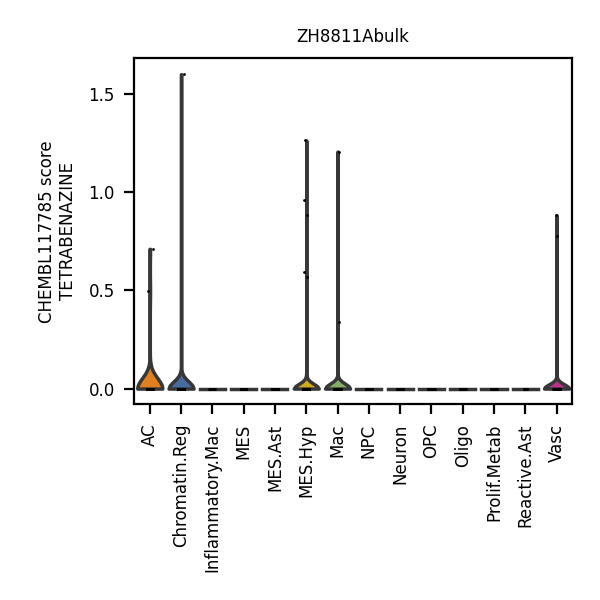 ZH8811Abulk
CHEMBL117785 score
TETRABENAZINE
1.5
1.0
0.5
0.0
AC
Chromatin.Reg
Inflammatory.Mac
MES
MES.Ast
MES.Hyp
Mac
NPC
Neuron
OPC
Oligo
Prolif.Metab
Reactive.Ast
Vasc